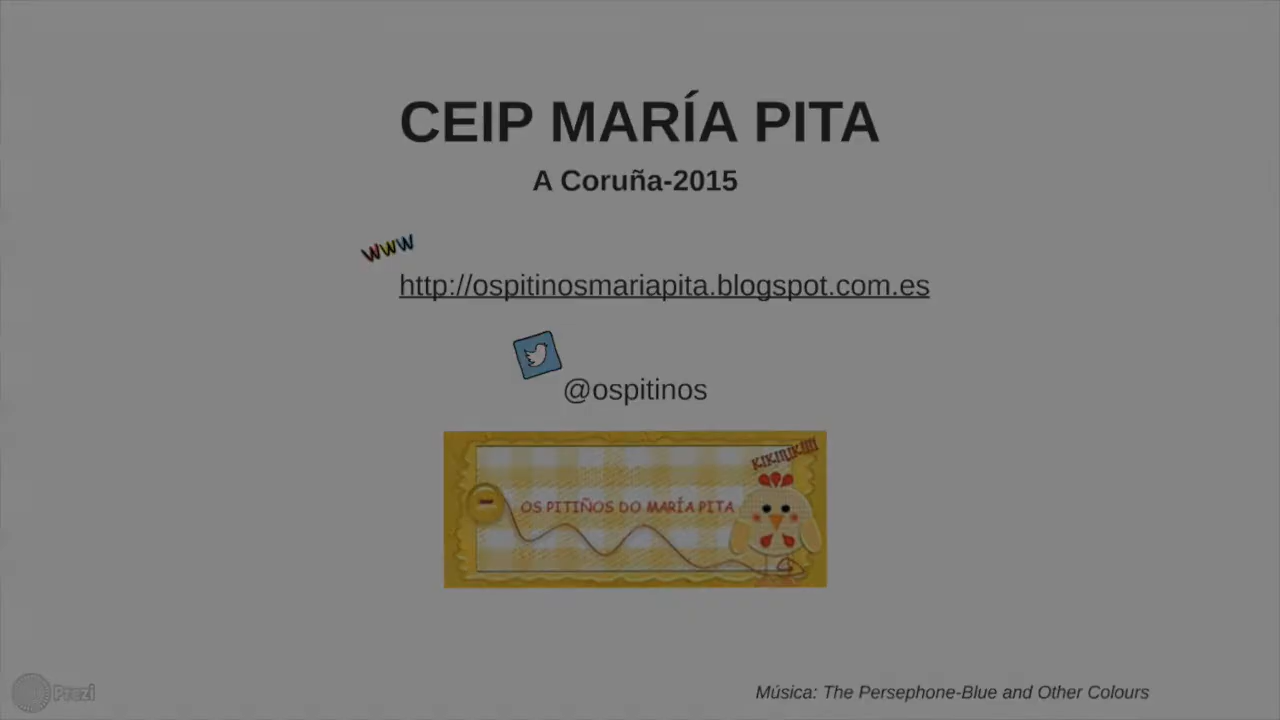 CEIP MARÍA PITA
A Coruña-2015
WWW
http://ospitinosmariapita.blogspot.com.es
@ospitinos
KIKIRIKIIIII
OS PITIÑOS DO MARÍA PITA
Prezi
Música: The Persephone-Blue and Other Colours